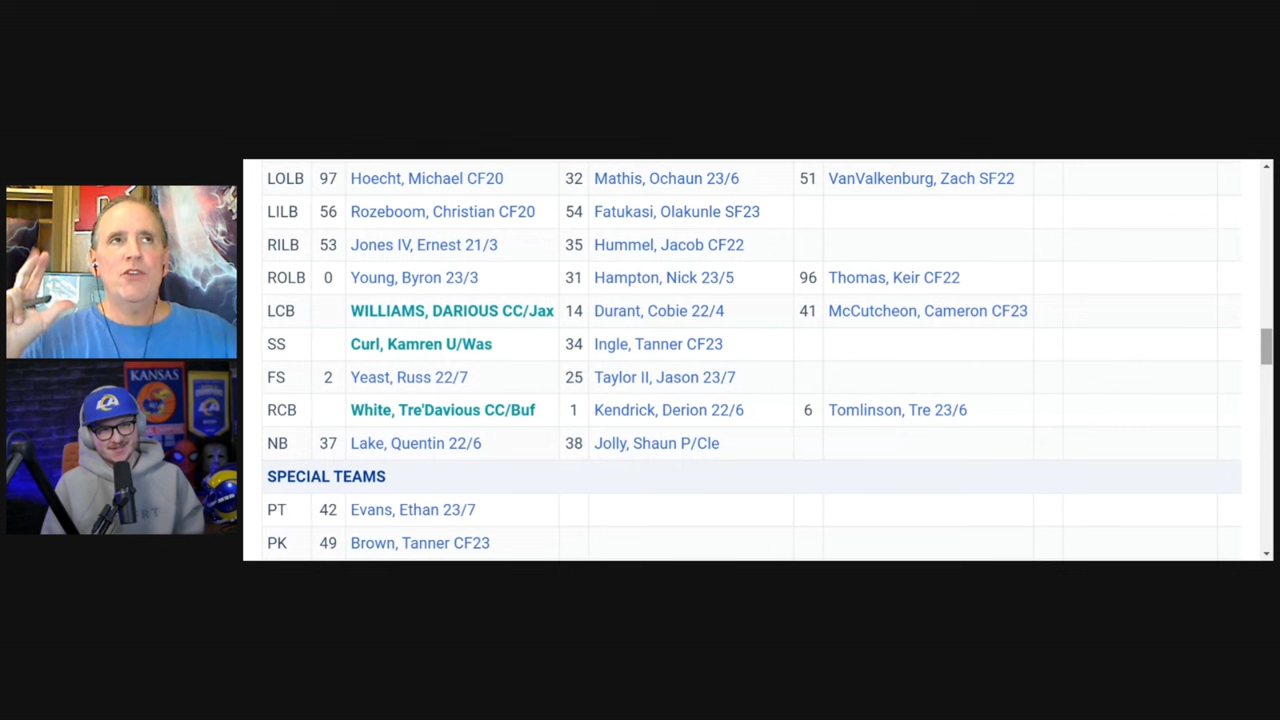 LOLB 97 Hoecht, Michael CF20 32 Mathis, Ochaun 23/6 51 VanValkenburg, Zach SF22
LILB 56 Rozeboom, Christian CF20 54 Fatukasi, Olakunle SF23
RILB 53 Jones IV, Ernest 21/3 35 Hummel, Jacob CF22
ROLB 0 Young, Byron 23/3 31 Hampton, Nick 23/5 96 Thomas, Keir CF22
LCB WILLIAMS, DARIOUS CC/Jax 14 Durant, Cobie 22/4 41 McCutcheon, Cameron CF23
SS Curl, Kamren U/Was 34 Ingle, Tanner CF23
FS 2 Yeast, Russ 22/7 25 Taylor II, Jason 23/7
RCB White, Tre'Davious CC/Buf 1 Kendrick, Derion 22/6 6 Tomlinson, Tre 23/6
NB 37 Lake, Quentin 22/6 38 Jolly, Shaun P/Cle
SPECIAL TEAMS
PT 42 Evans, Ethan 23/7
PK 49 Brown, Tanner CF23
KANSAS